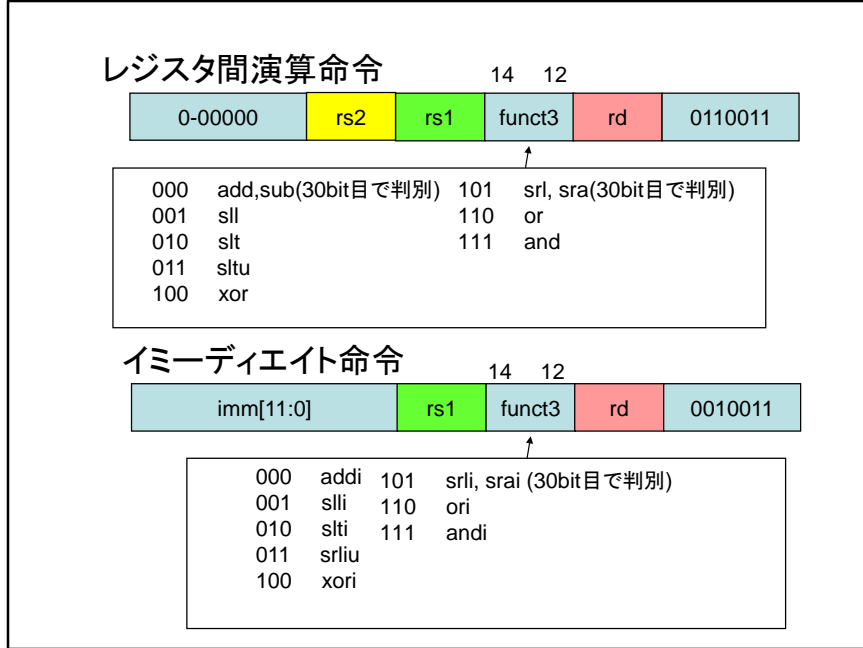 レジスタ間演算命令
14 12
0-00000 rs2 rs1 funct3 rd 0110011
000 add,sub(30bit目で判別) 101 srl, sra(30bit目で判別)
001 sll 110 or
010 slt 111 and
011 sltu
100 xor
イミーディエイト命令
14 12
imm[11:0] rs1 funct3 rd 0010011
000 addi 101 srli, srai (30bit目で判別)
001 slli 110 ori
010 slti 111 andi
011 srliu
100 xori